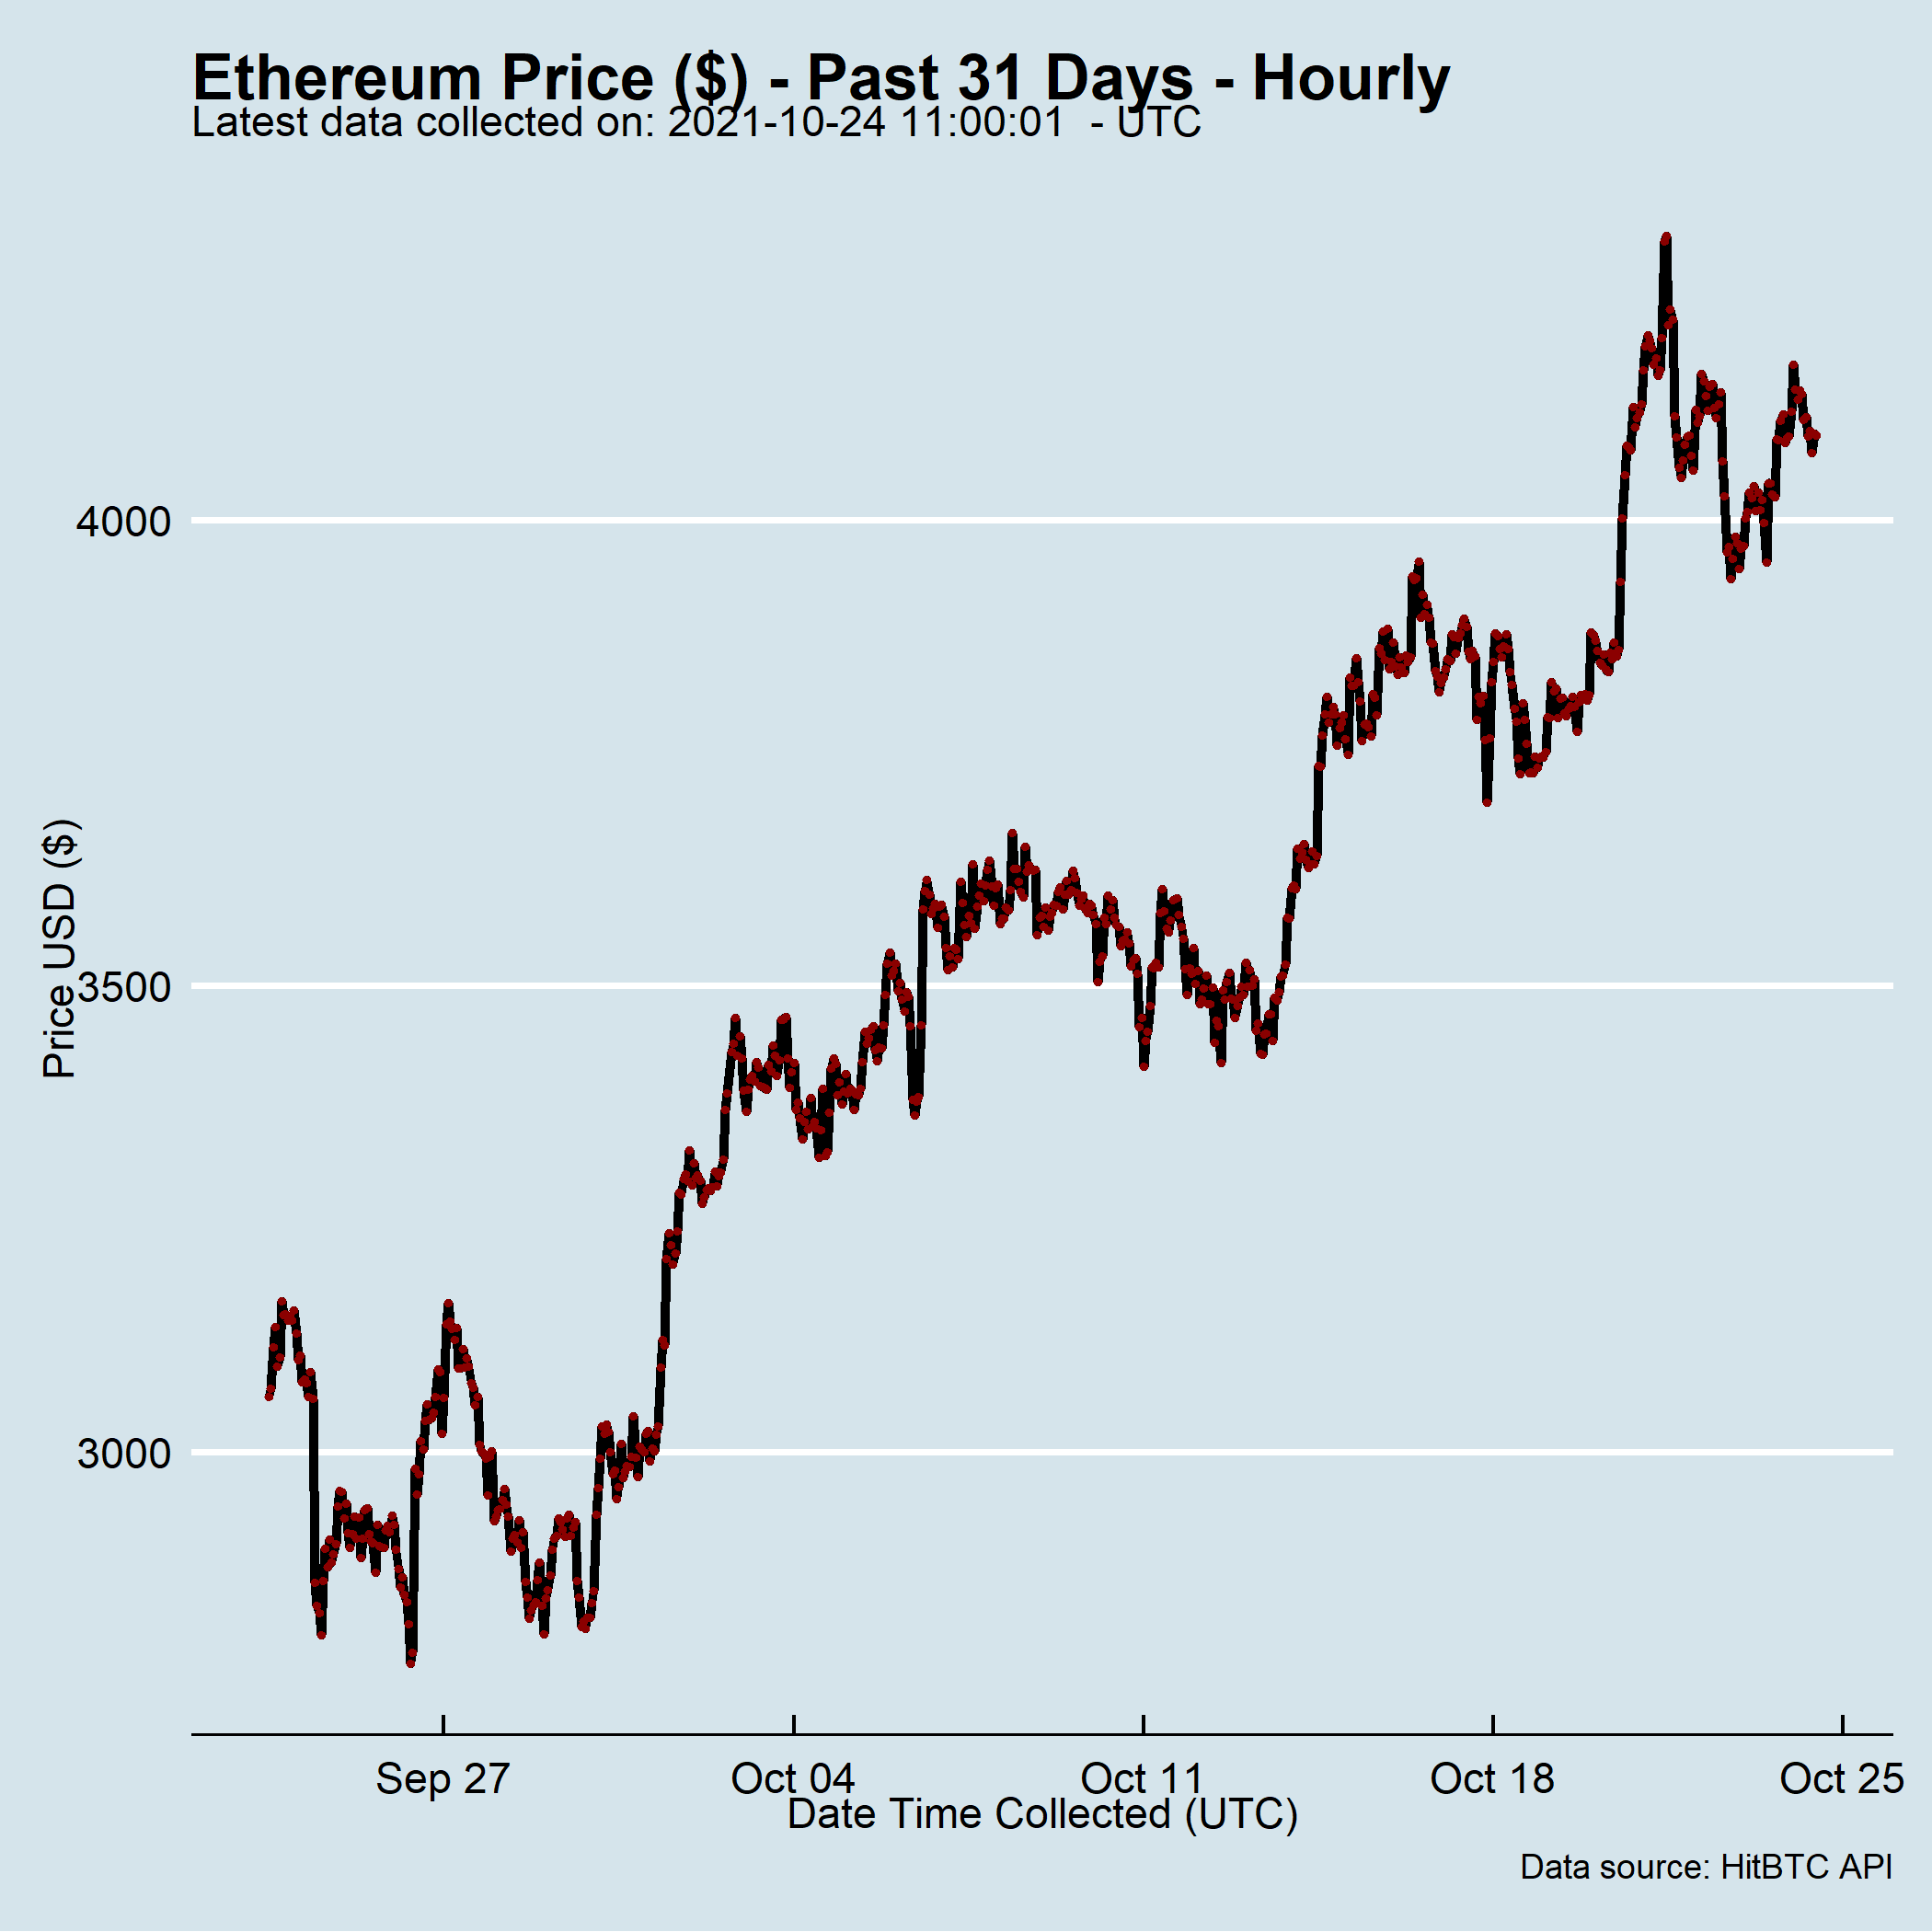 Ethereum Price ($) - Past 31 Days - Hourly
Latest data collected on: 2021-10-24 11:00:01  - UTC
Price USD ($)
4000
3500
3000
Sep 27
Oct 04
Oct 11
Oct 18
Oct 25
Date Time Collected (UTC)
Data source: HitBTC API